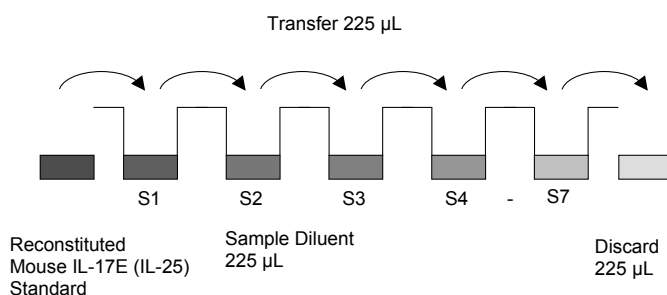 Transfer 225 µL
S1 S2 S3 S4 - S7
Reconstituted
Mouse IL-17E (IL-25)
Standard
Sample Diluent
225 µL
Discard
225 µL